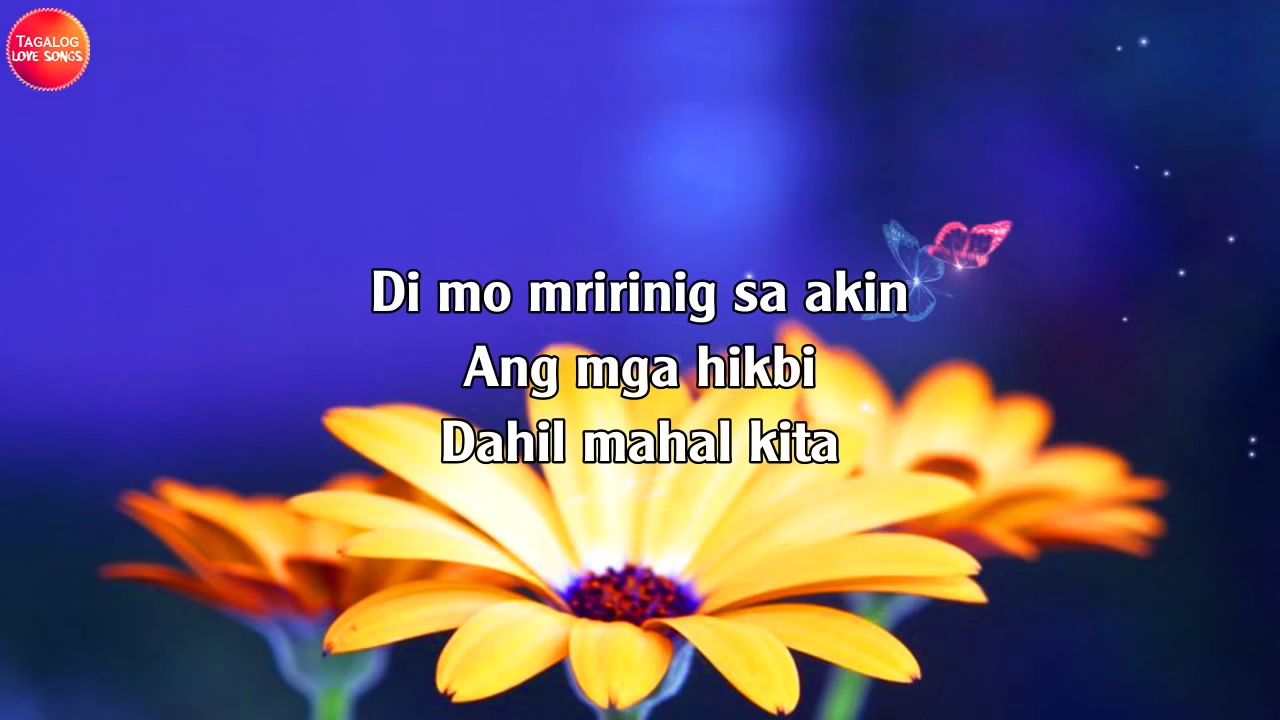 TAGALOG
LOVE SONGS
Di mo mririnig sa akin
Ang mga hikbi
Dahil mahal kita